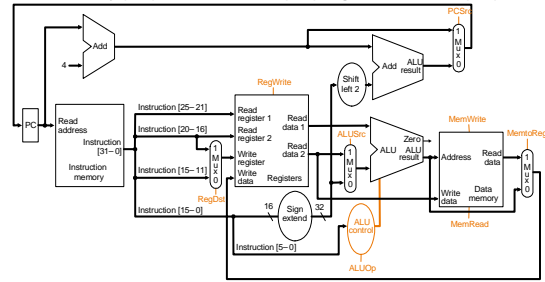 PCSrc
1
M
u
x
0
Add
4
Add
ALU
result
Shift
left 2
RegWrite
PC
Read
address
Instruction
[31–0]
Instruction
memory
Instruction [25–21]
Instruction [20–16]
Instruction [15–11]
Instruction [15–0]
1
M
u
x
0
RegDst
Read
register 1
Read
register 2
Write
register
Write
data
Read
data 1
Read
data 2
Registers
ALUSrc
1
M
u
x
0
Zero
ALU
ALU
result
MemWrite
Address
Read
data
Write
data
Data
memory
MemRead
MemtoReg
1
M
u
x
0
16
Sign
extend
32
ALU
control
ALUOp
Instruction [5–0]